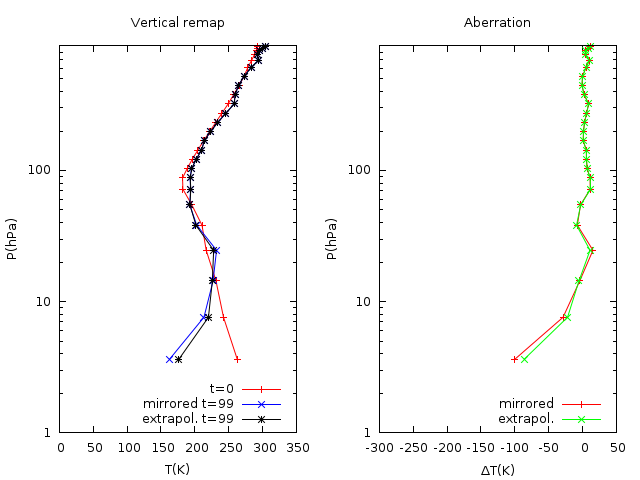 Vertical remap
P(hPa)
100
10
1
0 50 100 150 200 250 300 350
T(K)
t=0
mirrored t=99
extrapol. t=99
Aberration
P(hPa)
100
10
1
-300 -250 -200 -150 -100 -50 0 50
ΔT(K)
mirrored
extrapol.